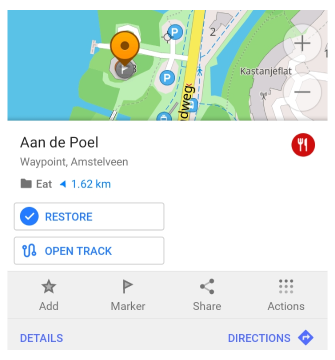 P
2
P
Kastanjeflat
dweg
P
Aan de Poel
Waypoint, Amstelveen
Eat 1.62 km
RESTORE
OPEN TRACK
Add Marker Share Actions
DETAILS DIRECTIONS